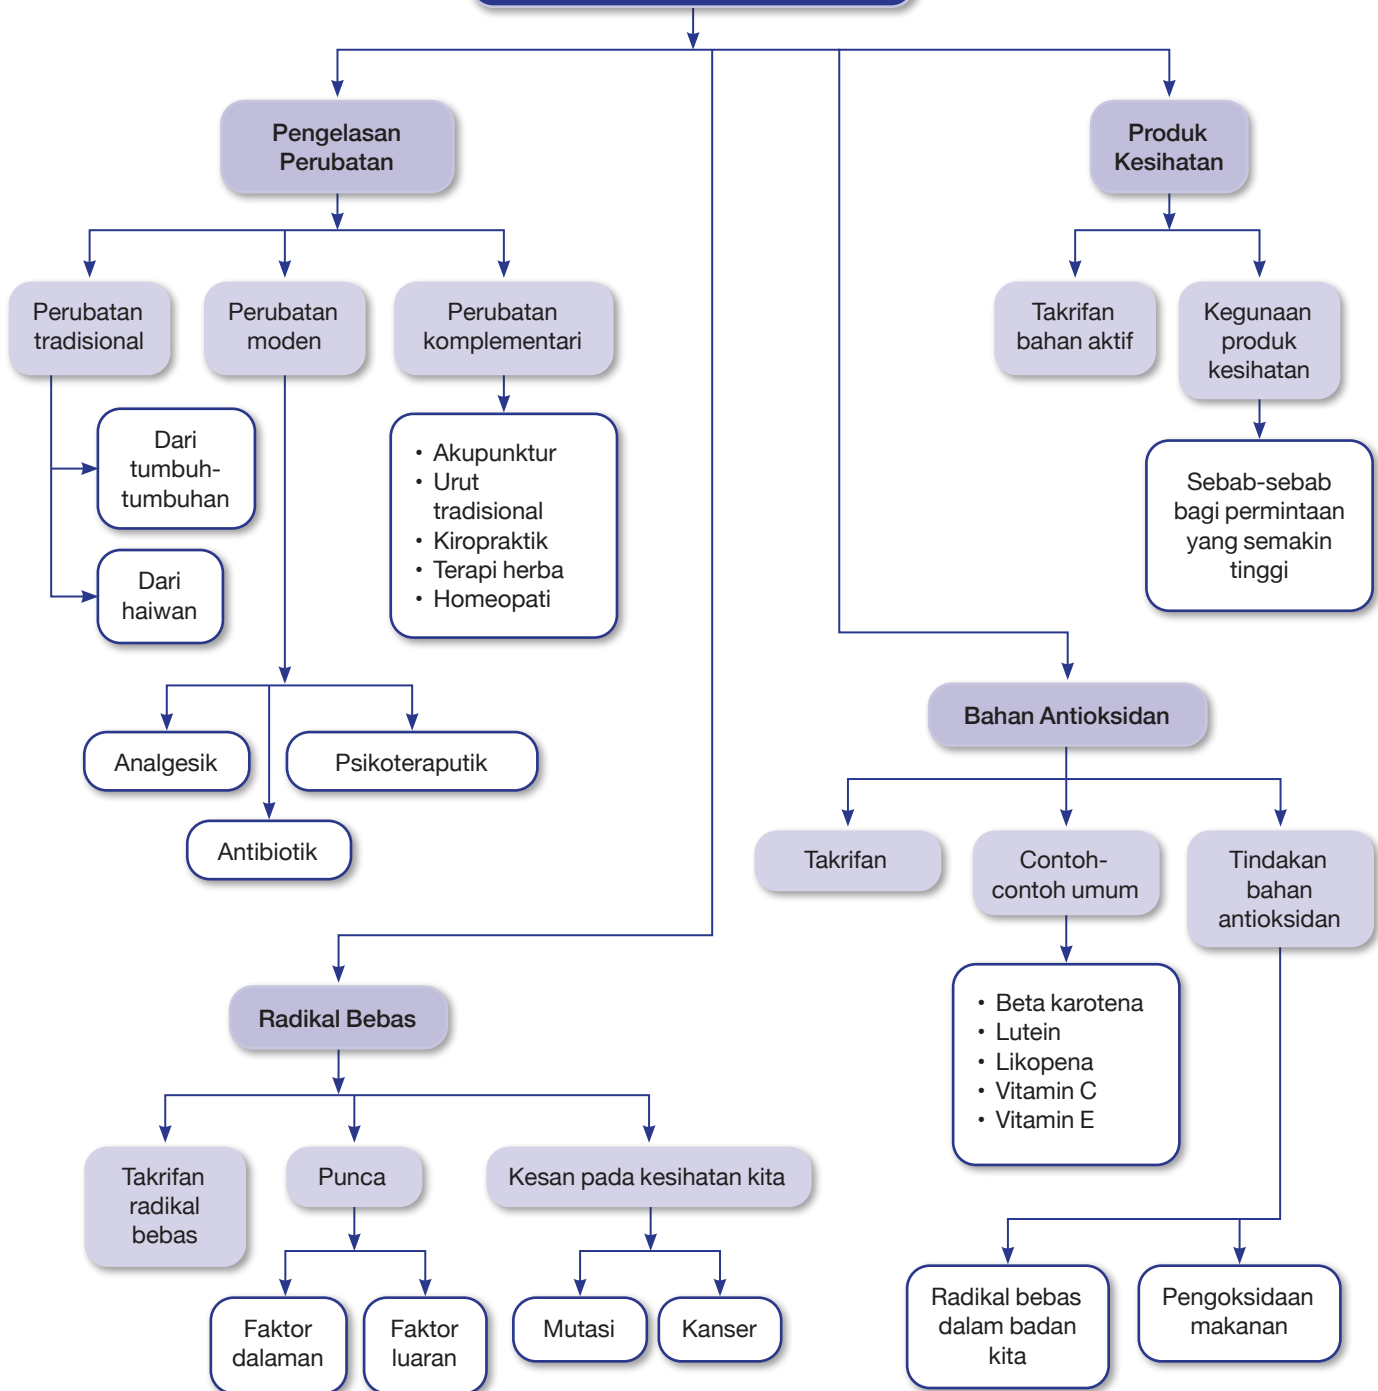 Pengelasan
Perubatan
Perubatan
tradisional
Dari
tumbuh-
tumbuhan
Dari
haiwan
Perubatan
moden
Analgesik
Antibiotik
Psikoteraputik
Perubatan
komplementari
• Akupunktur
• Urut
tradisional
• Kiropraktik
• Terapi herba
• Homeopati
Radikal Bebas
Takrifan
radikal
bebas
Punca
Faktor
dalaman
Faktor
luaran
Kesan pada kesihatan kita
Mutasi
Kanser
Bahan Antioksidan
Takrifan
Contoh-
contoh umum
• Beta karotena
• Lutein
• Likopena
• Vitamin C
• Vitamin E
Tindakan
bahan
antioksidan
Radikal bebas
dalam badan
kita
Pengoksidaan
makanan
Produk
Kesihatan
Takrifan
bahan aktif
Kegunaan
produk
kesihatan
Sebab-sebab
bagi permintaan
yang semakin
tinggi